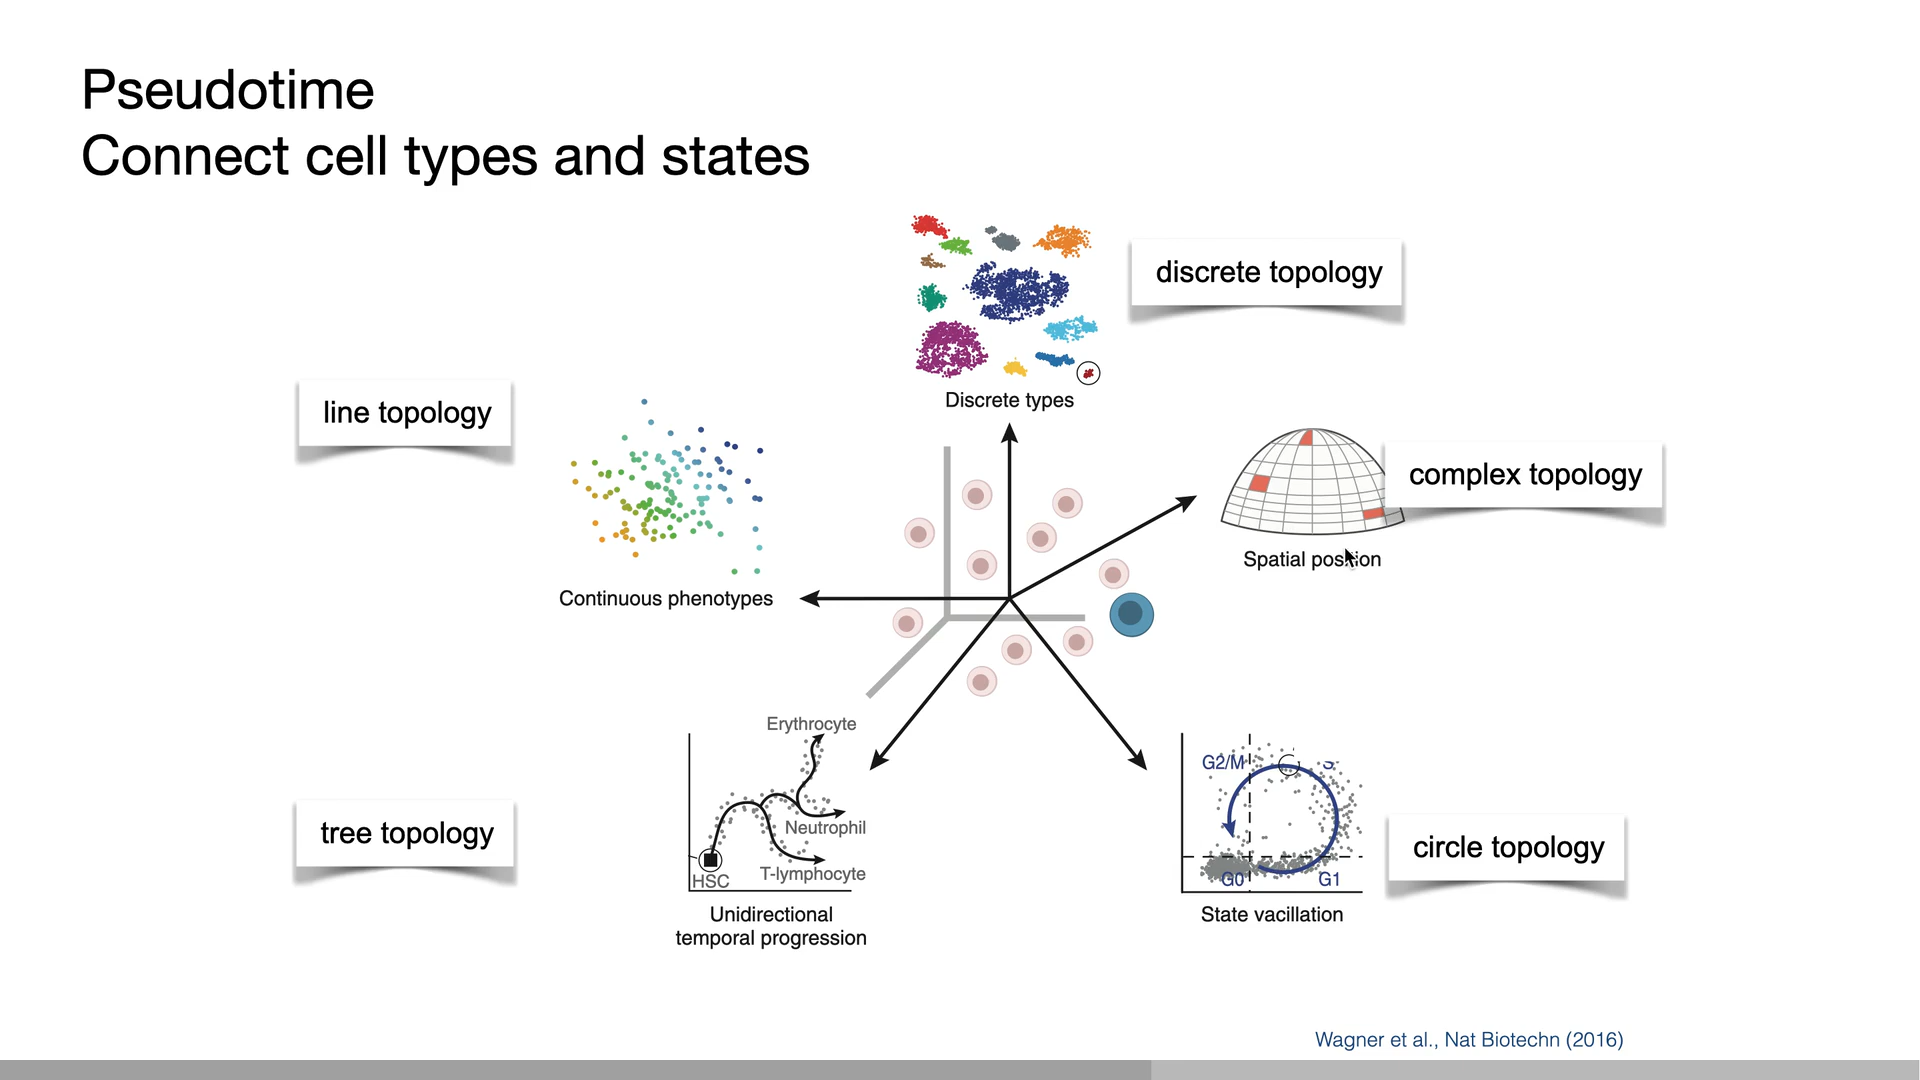 Pseudotime
Connect cell types and states
discrete topology
Discrete types
line topology
complex topology
Spatial position
Continuous phenotypes
Erythrocyte
Neutrophil
T-lymphocyte
HSC
tree topology
Unidirectional
temporal progression
G2/M
S
G0
G1
circle topology
State vacillation
Wagner et al., Nat Biotechn (2016)